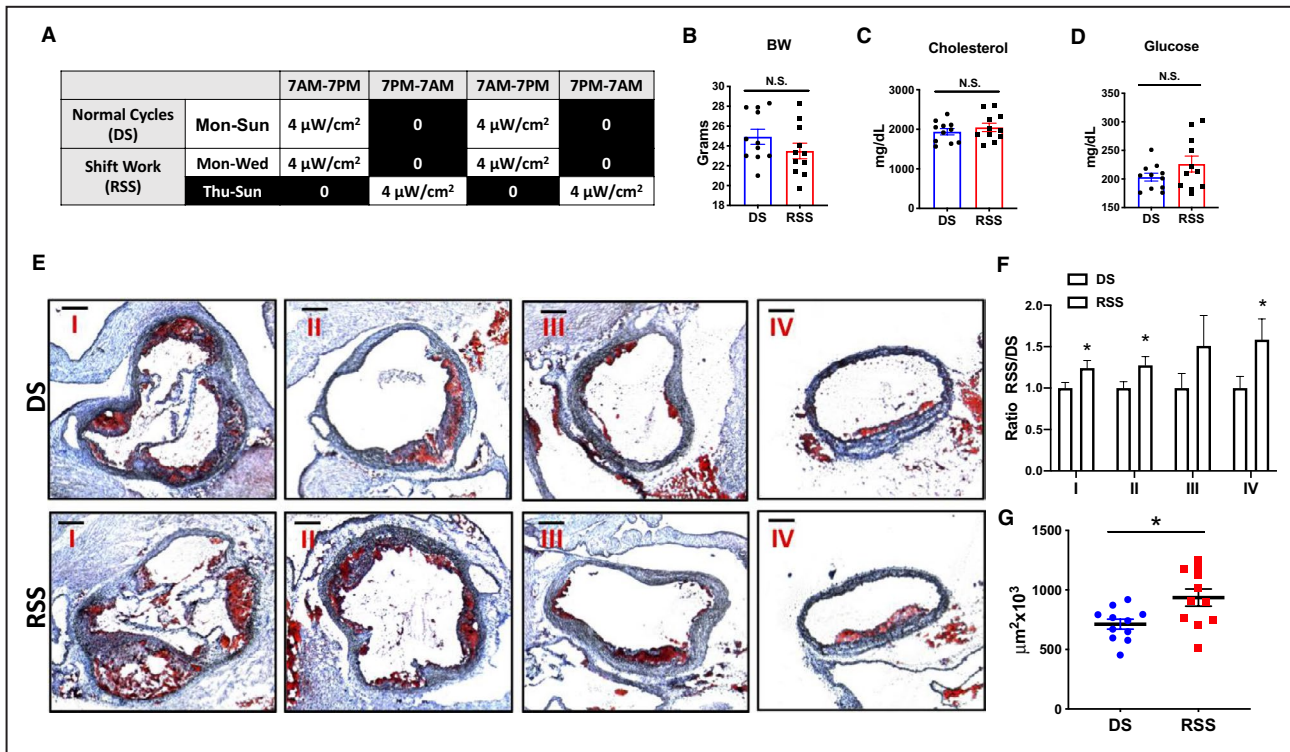 A
7AM-7PM 7PM-7AM 7AM-7PM 7PM-7AM
Normal Cycles
(DS)
Mon-Sun 4 µW/cm² 0 4 µW/cm² 0
Shift Work
(RSS)
Mon-Wed 4 µW/cm² 0 4 µW/cm² 0
Thu-Sun 0 4 µW/cm² 0 4 µW/cm²
B
BW
N.S.
Grams
30
28
26
24
22
20
18
DS RSS
C
Cholesterol
N.S.
mg/dL
3000
2000
1000
0
DS RSS
D
Glucose
N.S.
mg/dL
350
300
250
200
150
DS RSS
E
DS
I II III IV
RSS
I II III IV
F
DS
RSS
Ratio RSS/DS
2.0
1.5
1.0
0.5
0.0
* * *
I II III IV
G
*
µm²x10³
1500
1000
500
0
DS RSS